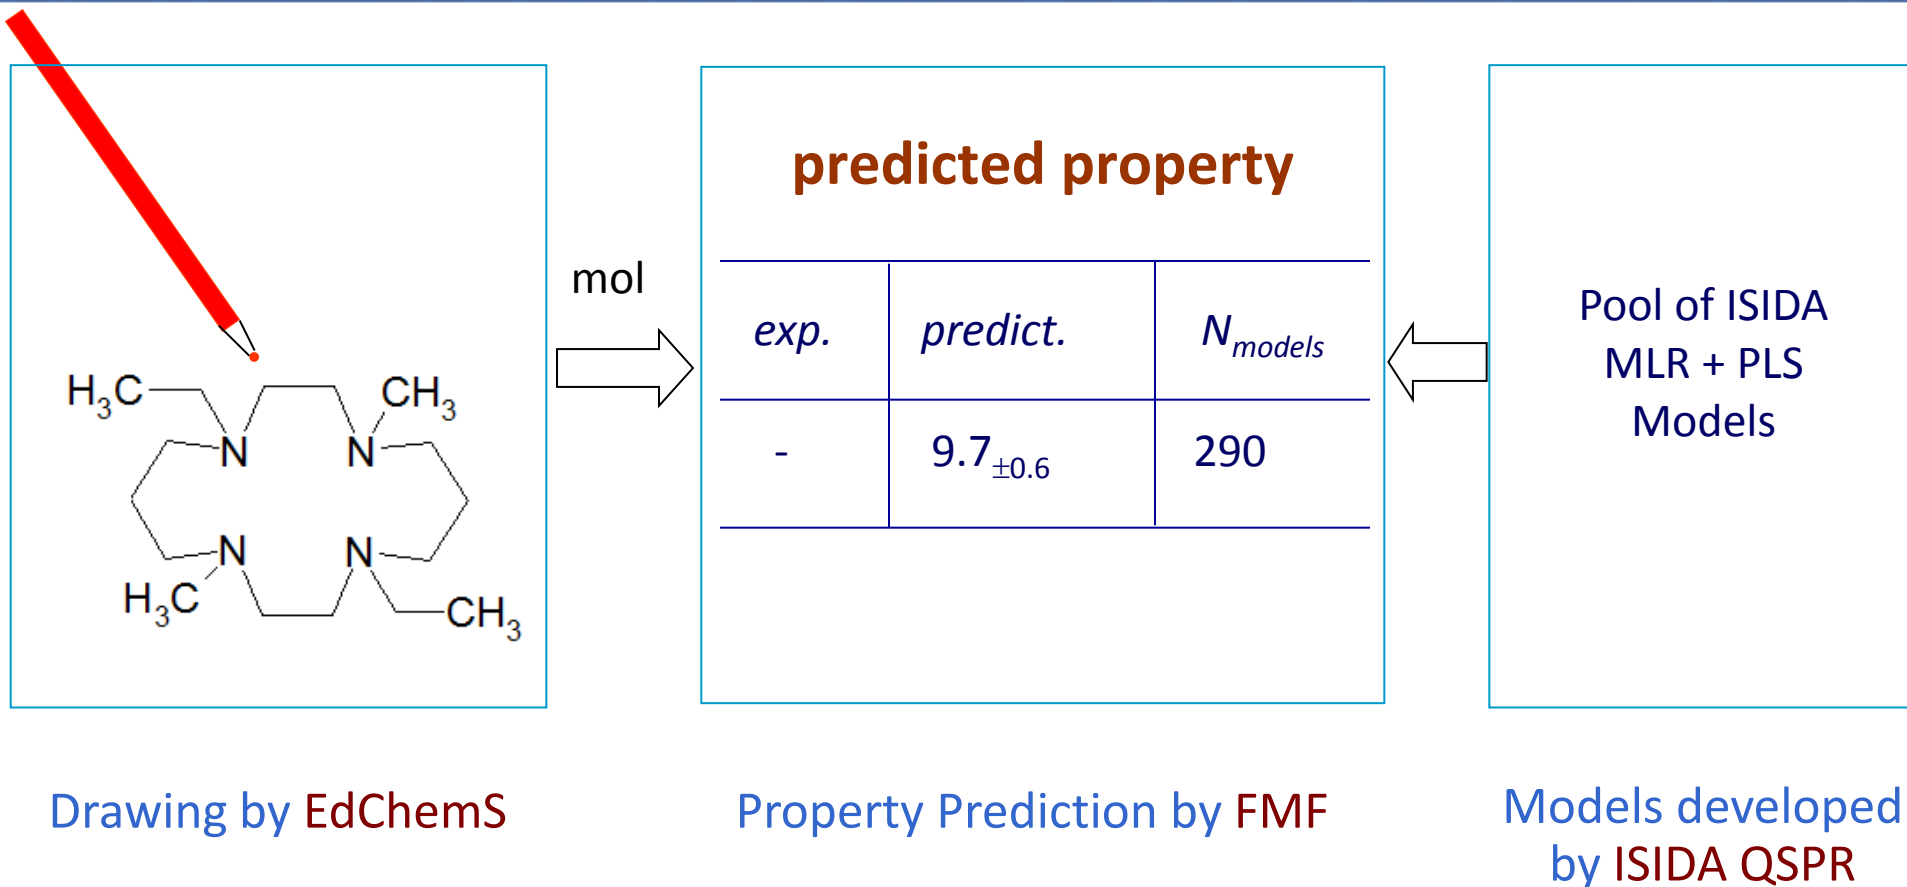 H₃C
CH₃
N
N
N
N
H₃C
CH₃
Drawing by EdChemS
mol
predicted property
exp. predict. Nmodels
- 9.7±0.6 290
Property Prediction by FMF
Pool of ISIDA
MLR + PLS
Models
Models developed
by ISIDA QSPR